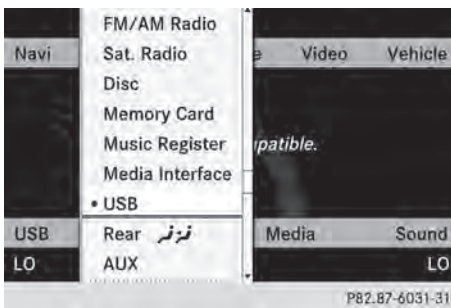 FM/AM Radio
Navi Sat. Radio e Video Vehicle
Disc
Memory Card
Music Register patible.
Media Interface
• USB
USB Rear Media Sound
LO AUX LO
P82.87-6031-31